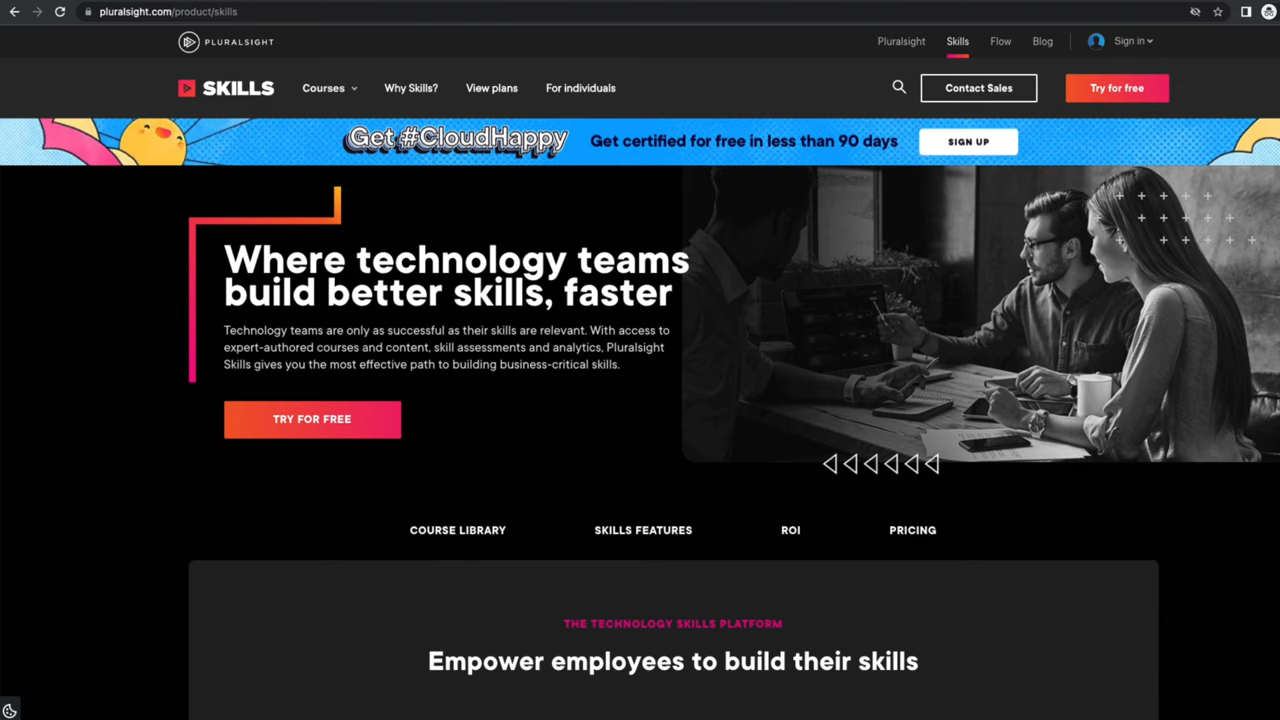 pluralsight.com/product/skills
PLURALSIGHT
Pluralsight Skills Flow Blog Sign in
SKILLS Courses Why Skills? View plans For individuals Contact Sales Try for free
Get #CloudHappy Get certified for free in less than 90 days SIGN UP
Where technology teams
build better skills, faster
Technology teams are only as successful as their skills are relevant. With access to
expert-authored courses and content, skill assessments and analytics, Pluralsight
Skills gives you the most effective path to building business-critical skills.
TRY FOR FREE
COURSE LIBRARY SKILLS FEATURES ROI PRICING
THE TECHNOLOGY SKILLS PLATFORM
Empower employees to build their skills